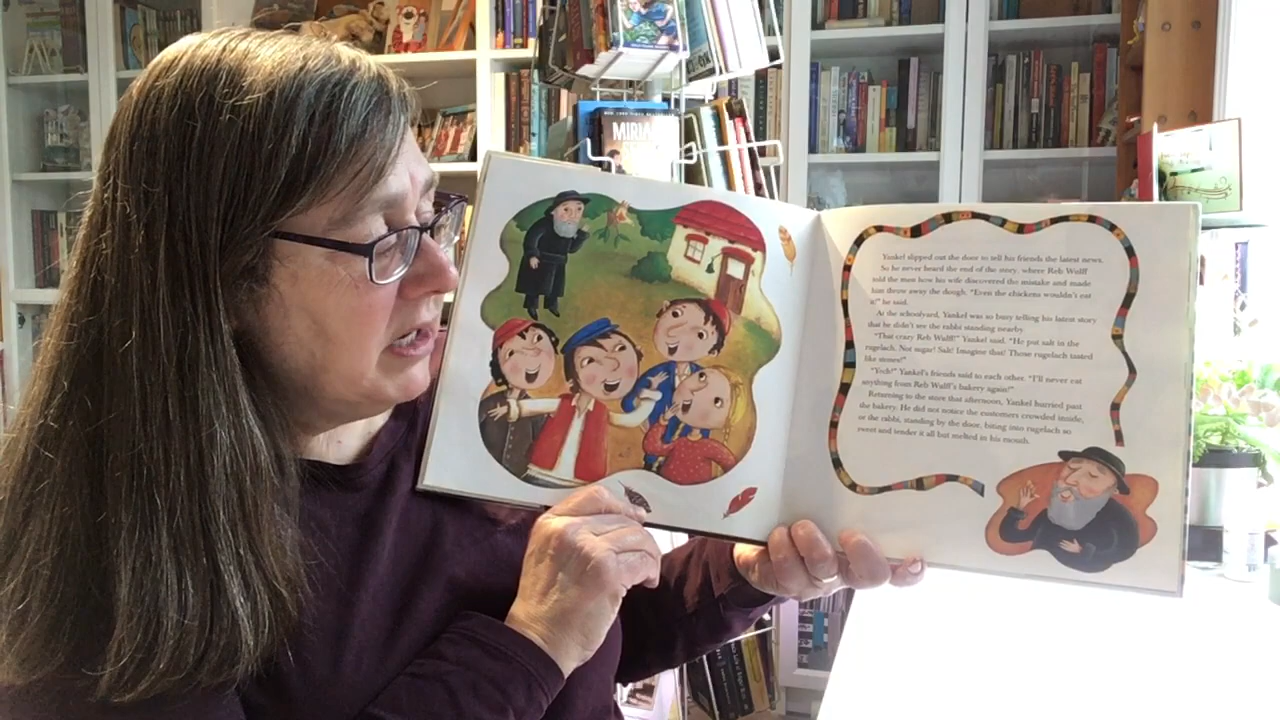 MIRIAM
Yankel slipped out the door to tell his friends the latest news.
So he never heard the end of the story, where Reb Wulff
told the men how his wife discovered the mistake and made
him throw away the dough. "Even the chickens wouldn't eat
it!" he said.
At the schoolyard, Yankel was so busy telling his latest story
that he didn't see the rabbi standing nearby.
"That crazy Reb Wulff!" Yankel said. "He put salt in the
rugelach. Not sugar! Salt! Imagine that! Those rugelach tasted
like stones!"
"Yech!" Yankel's friends said to each other. "I'll never eat
anything from Reb Wulff's bakery again!"
Returning to the store that afternoon, Yankel hurried past
the bakery. He did not notice the customers crowded inside,
or the rabbi, standing by the door, biting into rugelach so
sweet and tender it all but melted in his mouth.